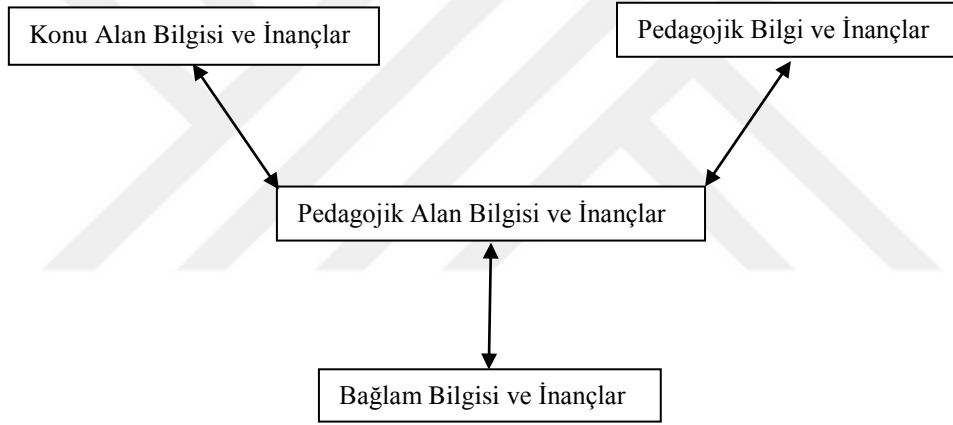 Konu Alan Bilgisi ve İnançlar
Pedagojik Bilgi ve İnançlar
Pedagojik Alan Bilgisi ve İnançlar
Bağlam Bilgisi ve İnançlar